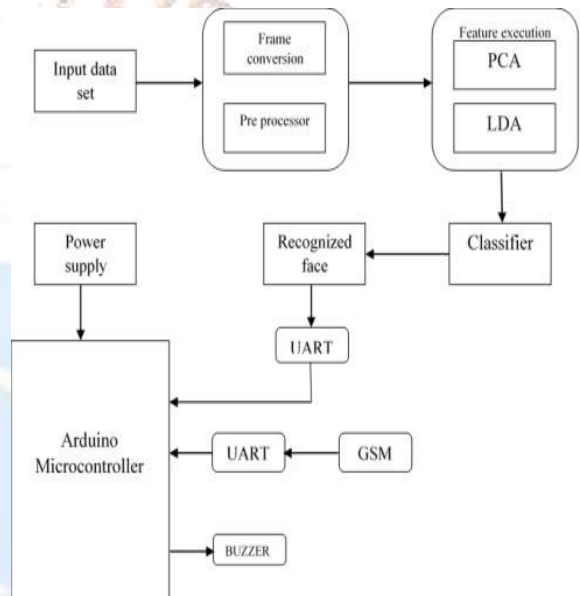 Input data
set
Frame
conversion
Pre processor
Feature execution
PCA
LDA
Power
supply
Recognized
face
Classifier
UART
Arduino
Microcontroller
UART
GSM
BUZZER